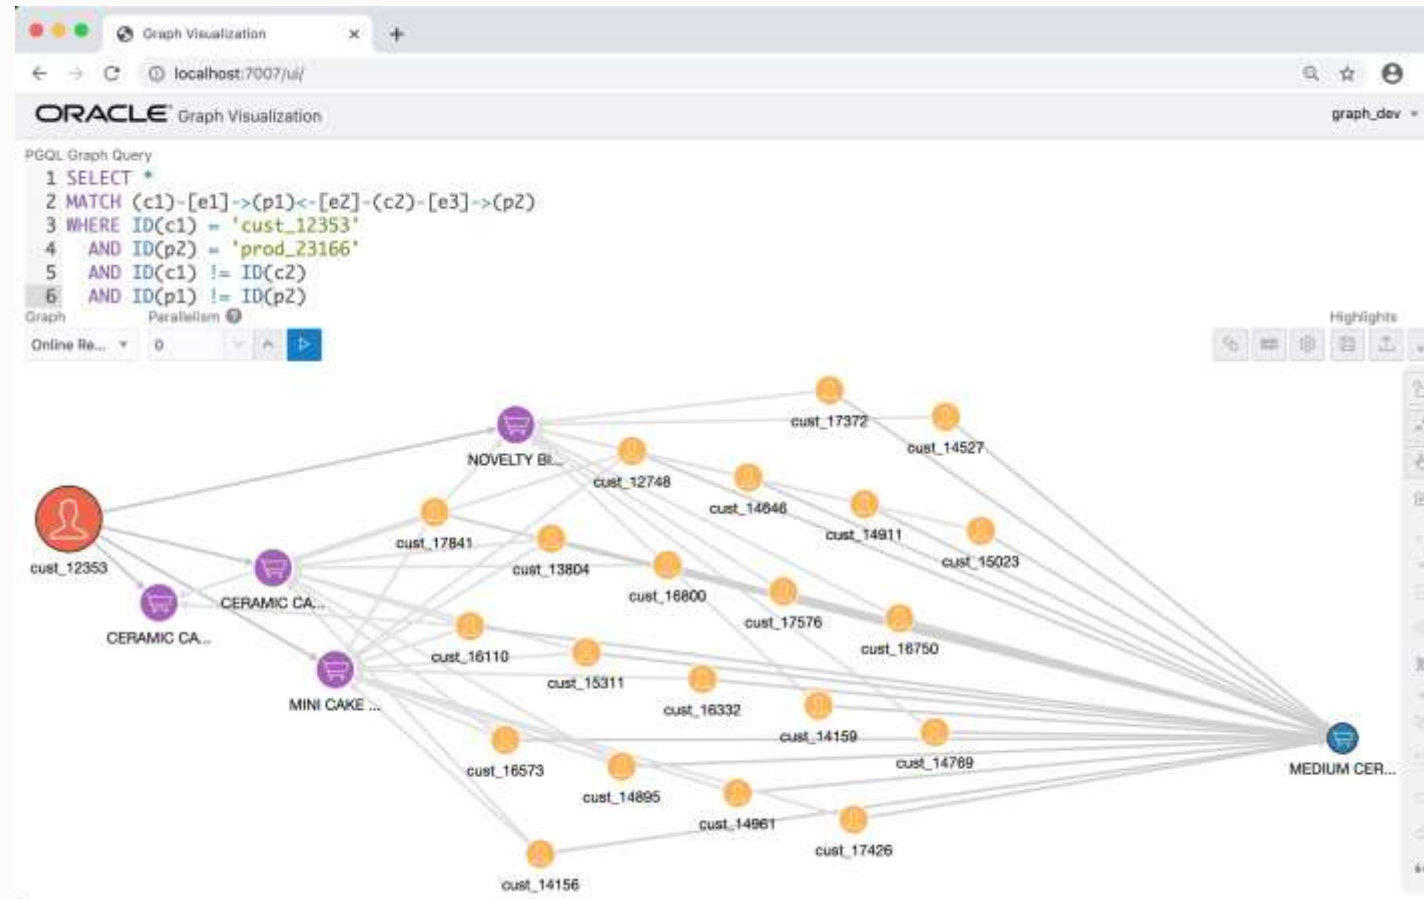 Graph Visualization
localhost:7007/ui/
ORACLE Graph Visualization
graph_dev
PGQL Graph Query
1 SELECT *
2 MATCH (c1)-[e1]->(p1)<-[e2]-(c2)-[e3]->(p2)
3 WHERE ID(c1) = 'cust_12353'
4 AND ID(p2) = 'prod_23166'
5 AND ID(c1) != ID(c2)
6 AND ID(p1) != ID(p2)
Graph Parallelism
Highlights
Online Re... 0
cust_17372
cust_14527
NOVELTY BI...
cust_12748
cust_14646
cust_14911
cust_17841
cust_15023
cust_12353
cust_13804
cust_16800
CERAMIC CA...
cust_17576
CERAMIC CA...
cust_16750
cust_16110
cust_15311
MINI CAKE ...
cust_16332
cust_14159
cust_14769
MEDIUM CER...
cust_16573
cust_14895
cust_14961
cust_17426
cust_14156